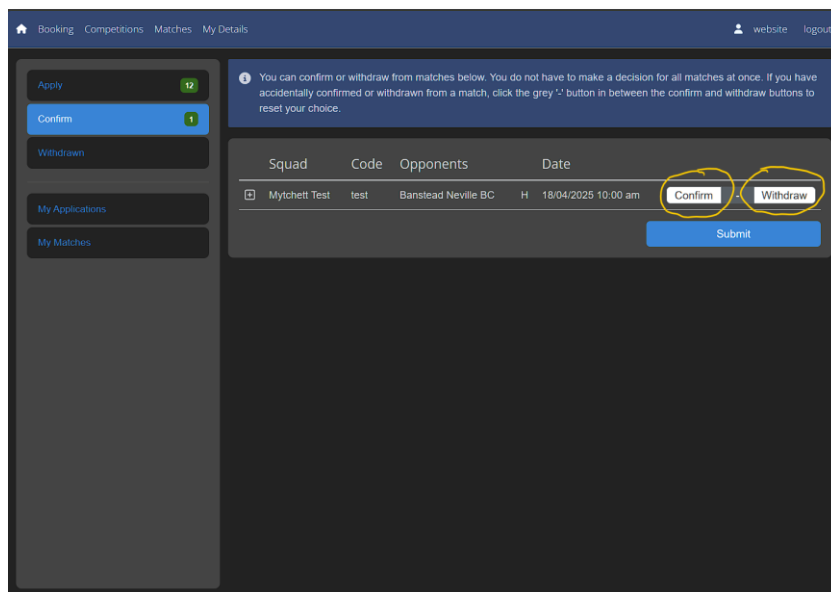 Booking Competitions Matches My Details website logout
Apply 12
Confirm 1
Withdrawn
My Applications
My Matches
You can confirm or withdraw from matches below. You do not have to make a decision for all matches at once. If you have
accidentally confirmed or withdrawn from a match, click the grey '-' button in between the confirm and withdraw buttons to
reset your choice.
Squad Code Opponents Date
Mytchett Test test Banstead Neville BC H 18/04/2025 10:00 am Confirm - Withdraw
Submit